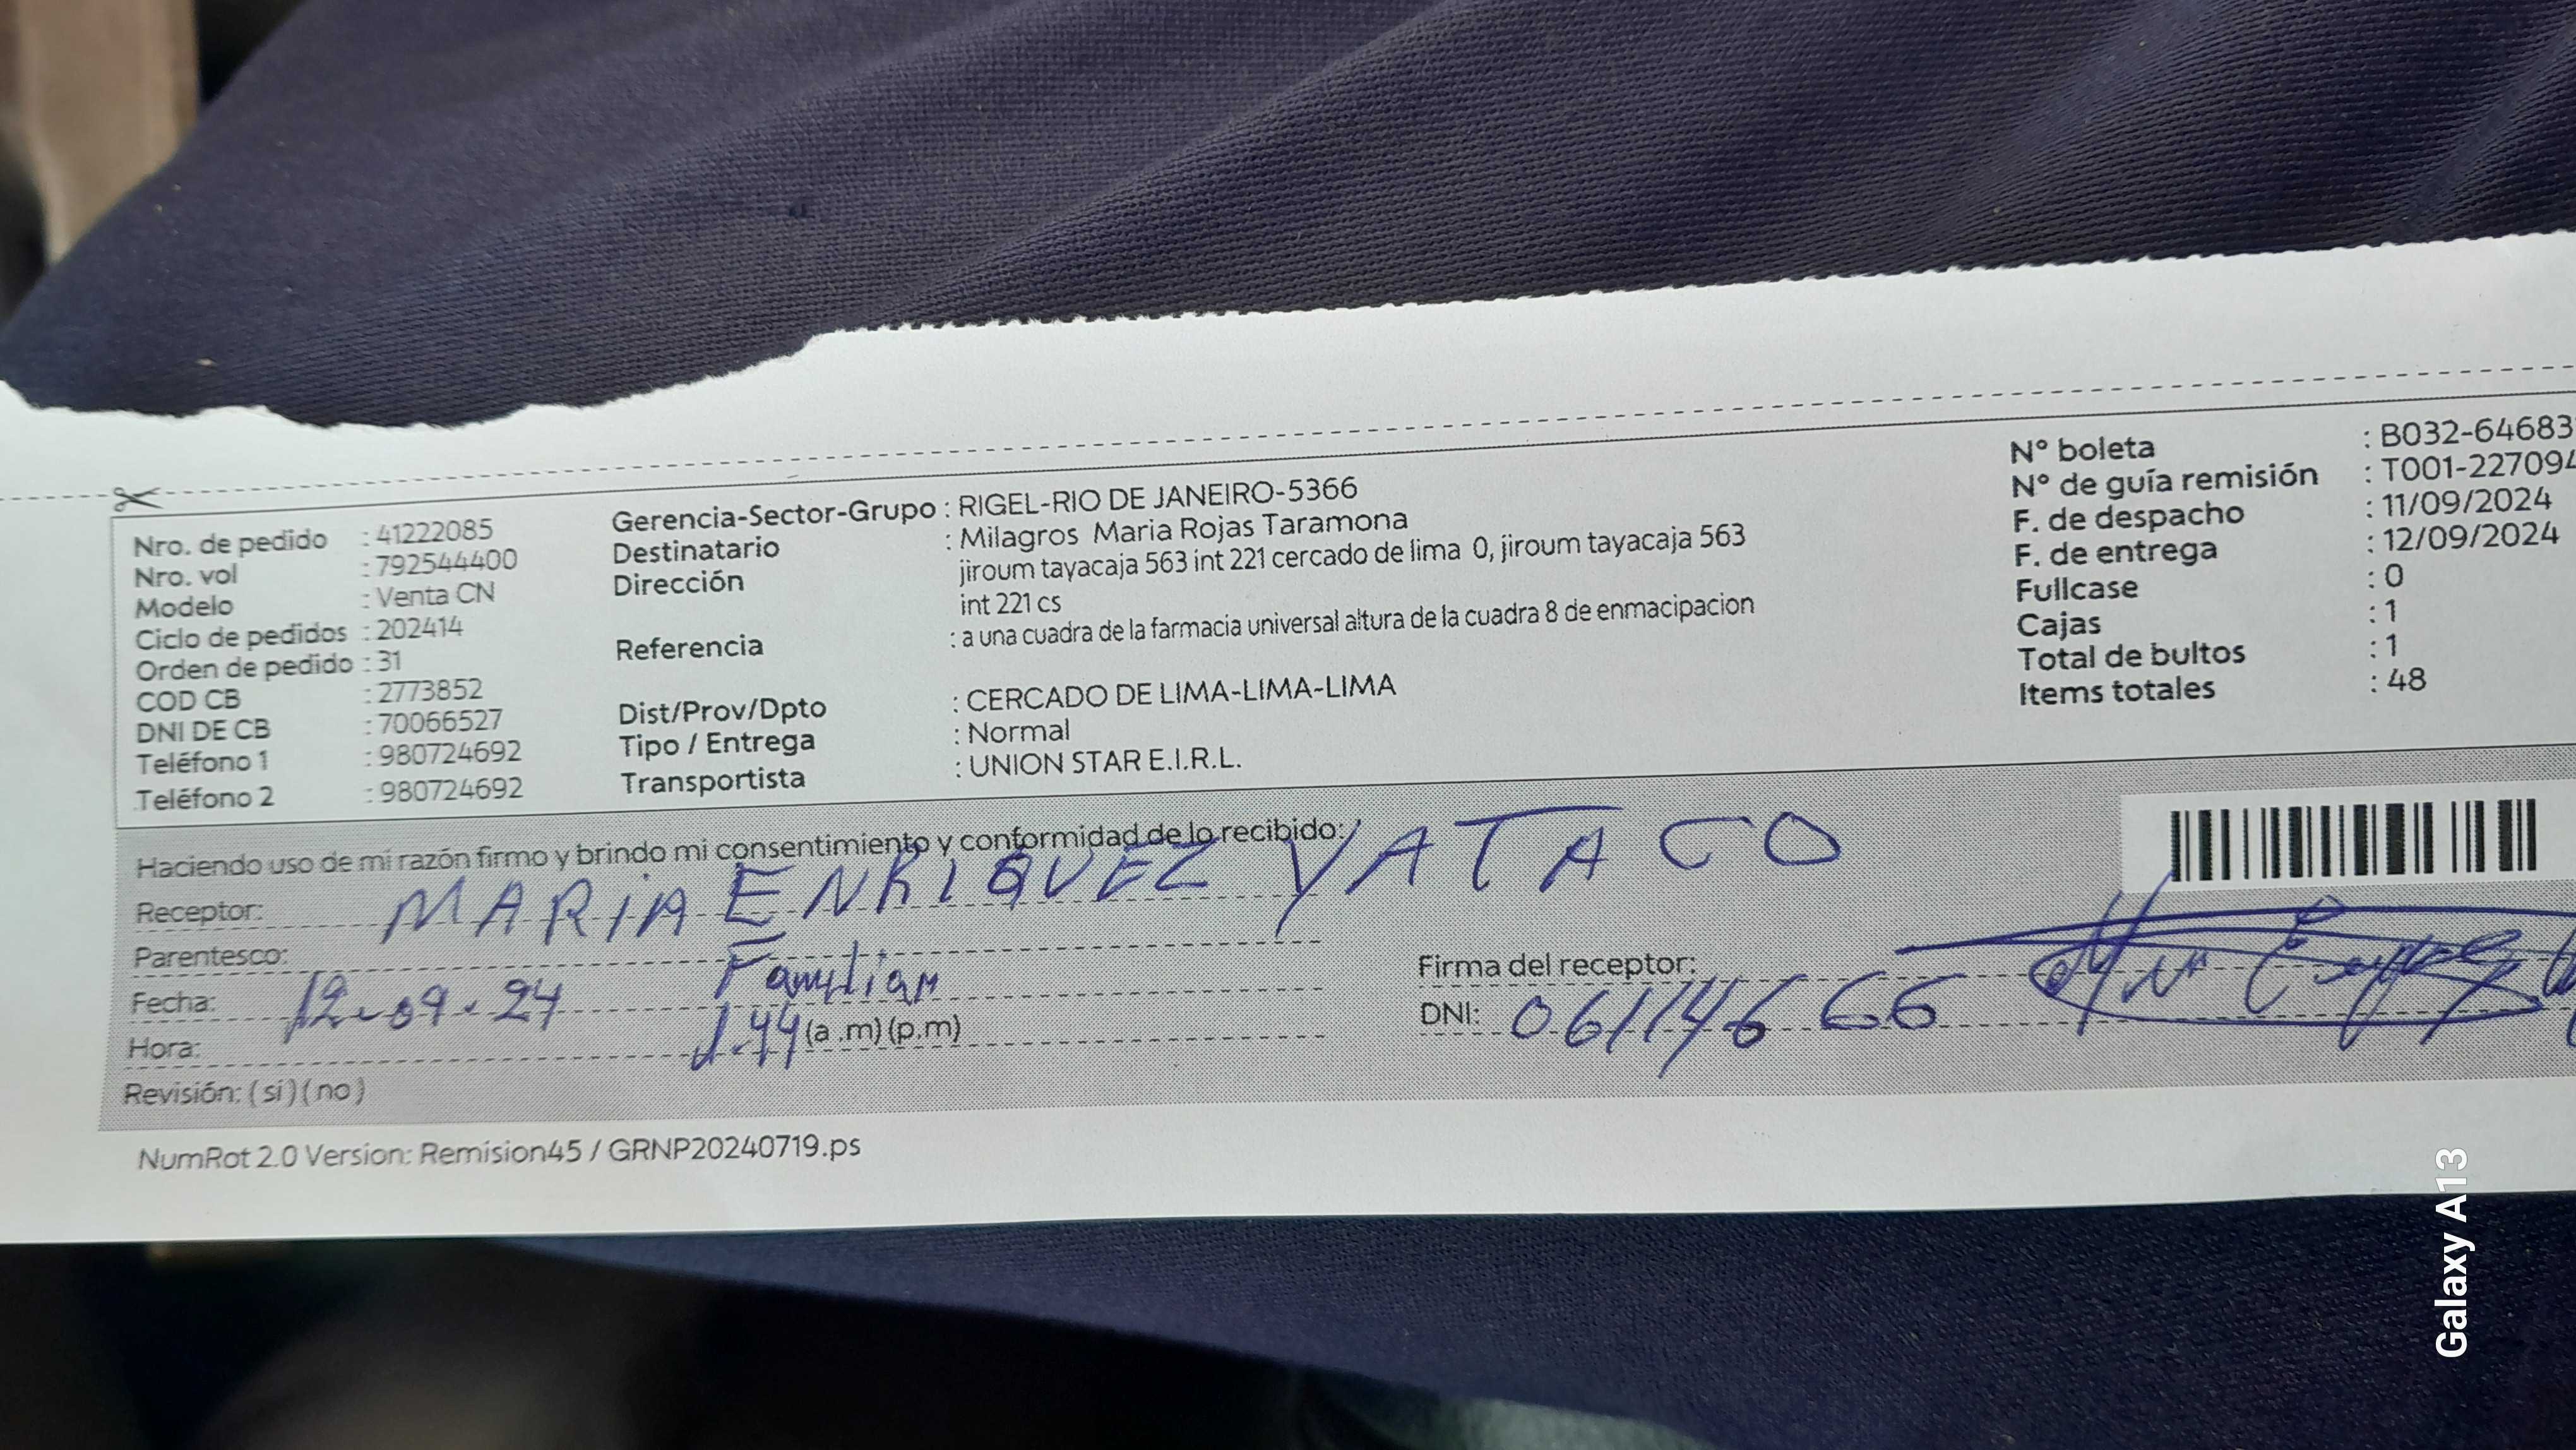 Nro. de pedido : 41222085
Nro. vol : 792544400
Modelo : Venta CN
Ciclo de pedidos : 202414
Orden de pedido : 31
COD CB : 2773852
DNI DE CB : 70066527
Teléfono 1 : 980724692
Teléfono 2 : 980724692
Gerencia-Sector-Grupo : RIGEL-RIO DE JANEIRO-5366
Destinatario : Milagros Maria Rojas Taramona
Dirección jiroum tayacaja 563 int 221 cercado de lima 0, jiroum tayacaja 563
int 221 cs
Referencia : a una cuadra de la farmacia universal altura de la cuadra 8 de enmacipacion
Dist/Prov/Dpto : CERCADO DE LIMA-LIMA-LIMA
Tipo / Entrega : Normal
Transportista : UNION STAR E.I.R.L.
N° boleta : B032-64683
N° de guía remisión : T001-227094
F. de despacho : 11/09/2024
F. de entrega : 12/09/2024
Fullcase : 0
Cajas : 1
Total de bultos : 1
Items totales : 48
Haciendo uso de mi razón firmo y brindo mi consentimiento y conformidad de lo recibido:
Receptor: MARIA ENRIQUEZ YATACO
Parentesco: Familiar
Fecha: 12-09-24
Hora: 1.44 (a .m) (p.m)
Revisión: ( si ) ( no )
Firma del receptor:
DNI: 06114666
NumRot 2.0 Version: Remision45 / GRNP20240719.ps
Galaxy A13